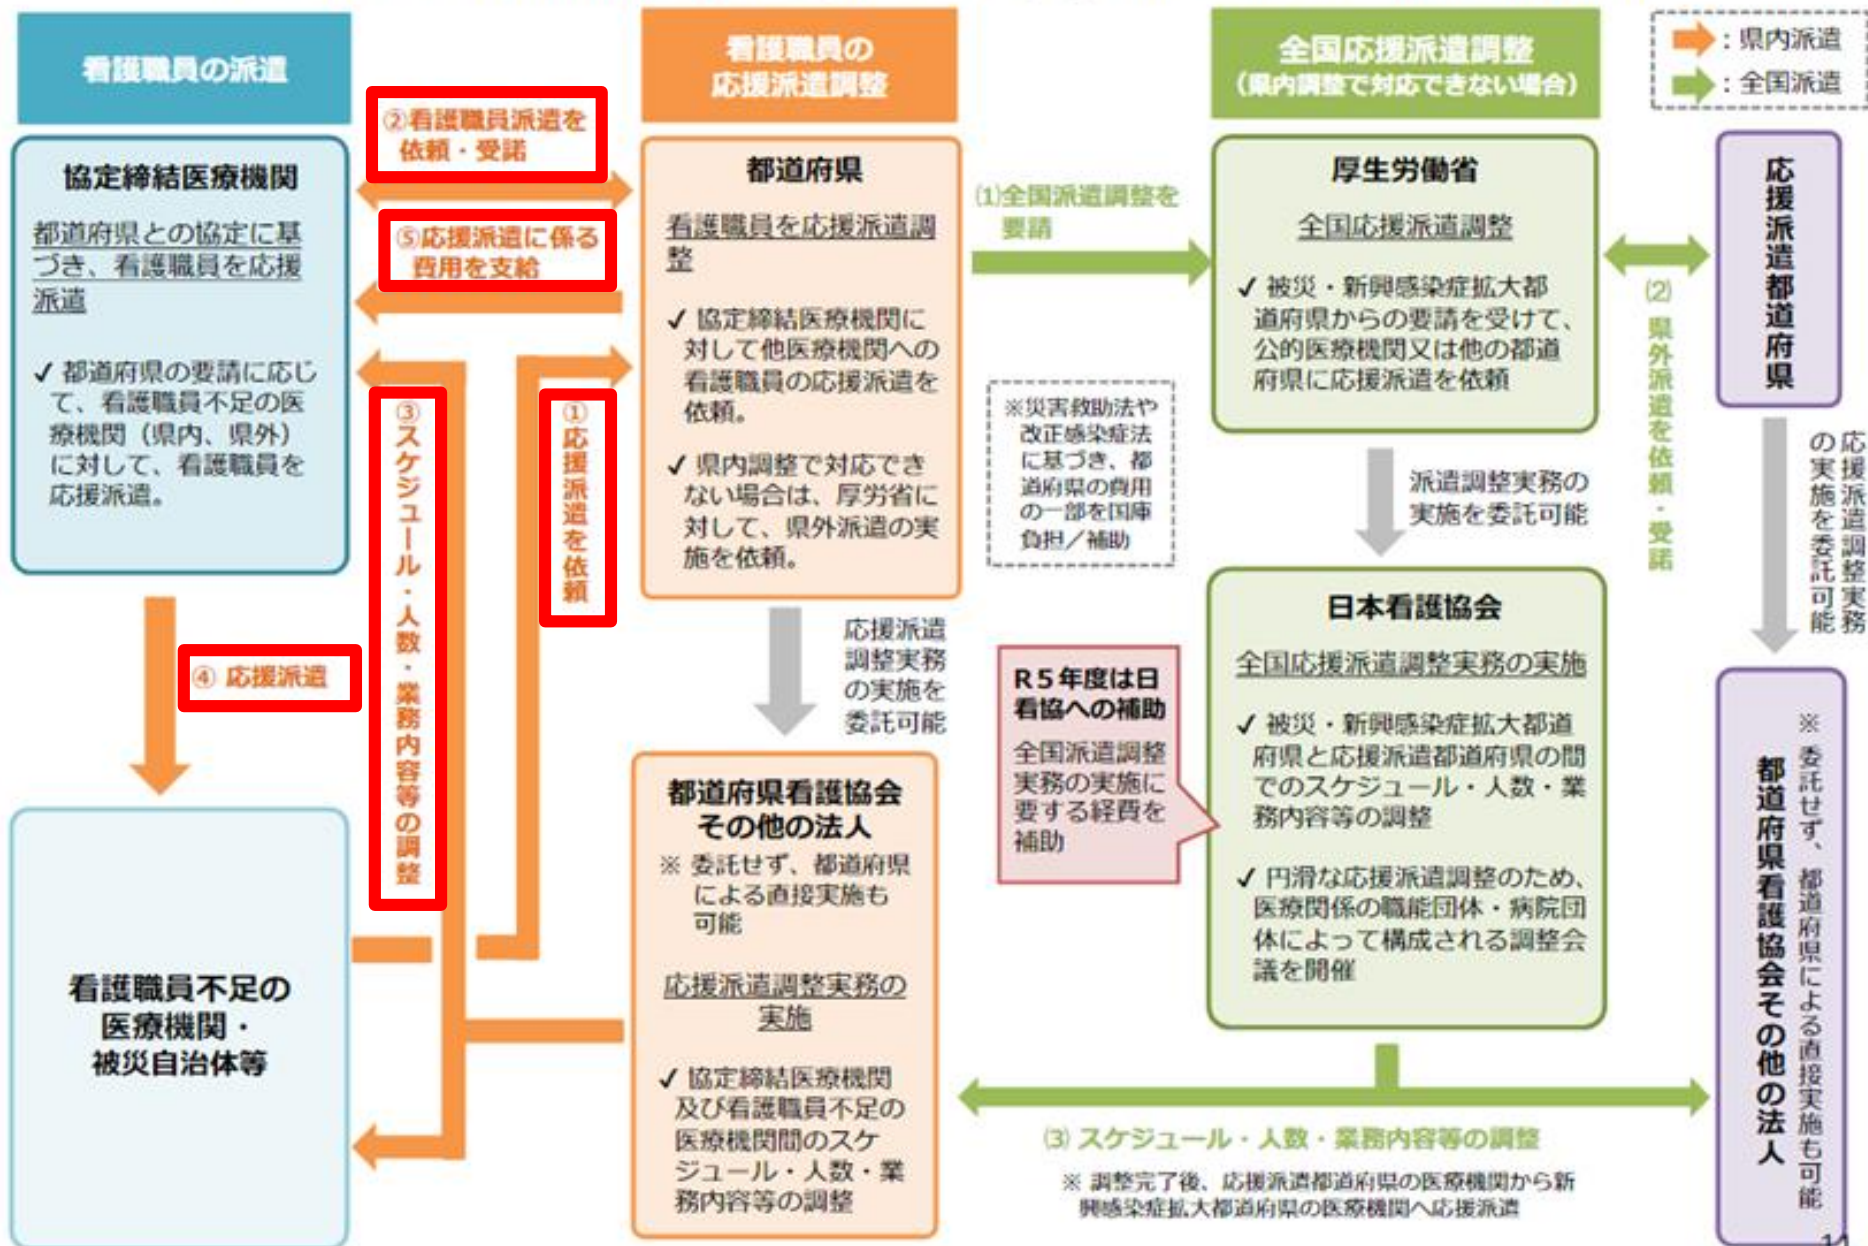 看護職員の派遣
看護職員の
応援派遣調整
全国応援派遣調整
(県内調整で対応できない場合)
：県内派遣
：全国派遣
協定締結医療機関
都道府県との協定に基
づき、看護職員を応援
派遣
✓ 都道府県の要請に応じ
て、看護職員不足の医
療機関（県内、県外）
に対して、看護職員を
応援派遣。
②看護職員派遣を
依頼・受諾
⑤応援派遣に係る
費用を支給
③スケジュール・人数・業務内容等の調整
①応援派遣を依頼
④ 応援派遣
看護職員不足の
医療機関・
被災自治体等
都道府県
看護職員を応援派遣調
整
✓ 協定締結医療機関に
対して他医療機関への
看護職員の応援派遣を
依頼。
✓ 県内調整で対応でき
ない場合は、厚労省に
対して、県外派遣の実
施を依頼。
応援派遣
調整実務
の実施を
委託可能
都道府県看護協会
その他の法人
※ 委託せず、都道府県
による直接実施も
可能
応援派遣調整実務の
実施
✓ 協定締結医療機関
及び看護職員不足の
医療機関間のスケ
ジュール・人数・業
務内容等の調整
(1)全国派遣調整を
要請
※災害救助法や
改正感染症法
に基づき、都
道府県の費用
の一部を国庫
負担／補助
厚生労働省
全国応援派遣調整
✓ 被災・新興感染症拡大都
道府県からの要請を受けて、
公的医療機関又は他の都道
府県に応援派遣を依頼
派遣調整実務の
実施を委託可能
R５年度は日
看協への補助
全国派遣調整
実務の実施に
要する経費を
補助
日本看護協会
全国応援派遣調整実務の実施
✓ 被災・新興感染症拡大都道
府県と応援派遣都道府県の間
でのスケジュール・人数・業
務内容等の調整
✓ 円滑な応援派遣調整のため、
医療関係の職能団体・病院団
体によって構成される調整会
議を開催
(2) 県外派遣を依頼・受諾
応援派遣都道府県
応援派遣調整実務
の実施を委託可能
※ 委託せず、都道府県による直接実施も可能
都道府県看護協会その他の法人
(3) スケジュール・人数・業務内容等の調整
※ 調整完了後、応援派遣都道府県の医療機関から新
興感染症拡大都道府県の医療機関へ応援派遣
11